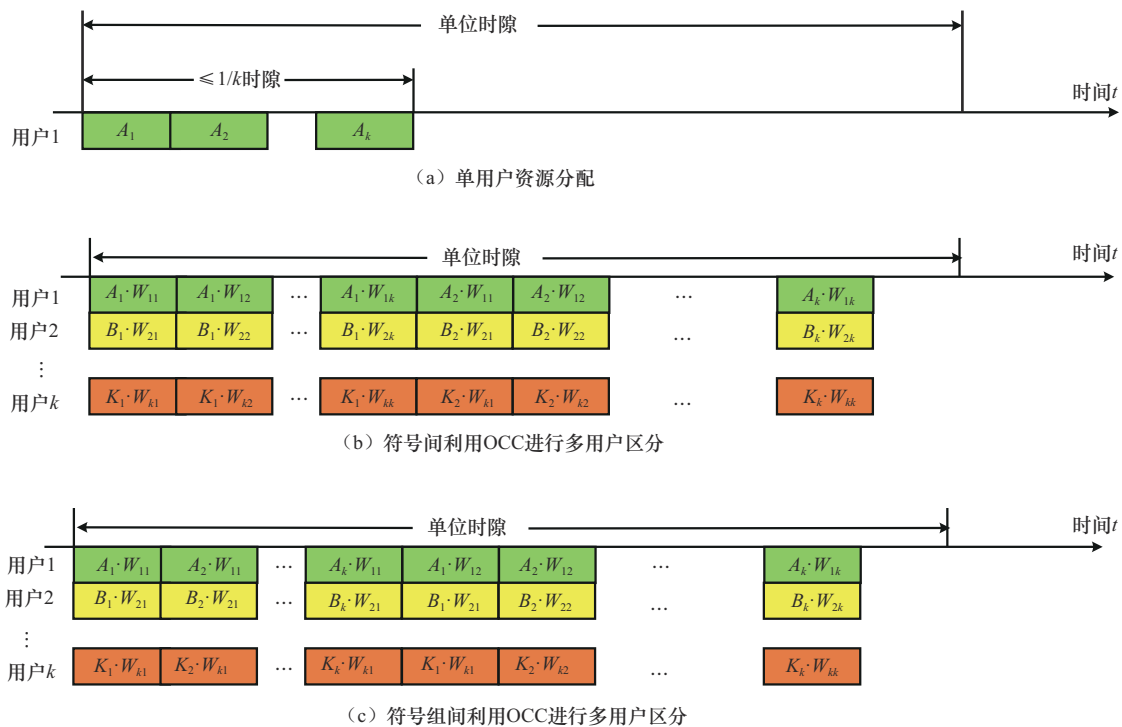 单位时隙
≤1/k时隙
时间t
用户1 A₁ A₂ A_k
（a）单用户资源分配
单位时隙 时间t
用户1 A₁·W₁₁ A₁·W₁₂ … A₁·W₁ₖ A₂·W₁₁ A₂·W₁₂ … Aₖ·W₁ₖ
用户2 B₁·W₂₁ B₁·W₂₂ … B₁·W₂ₖ B₂·W₂₁ B₂·W₂₂ … Bₖ·W₂ₖ
⋮
用户k K₁·Wₖ₁ K₁·Wₖ₂ … K₁·Wₖₖ K₂·Wₖ₁ K₂·Wₖ₂ … Kₖ·Wₖₖ
（b）符号间利用OCC进行多用户区分
单位时隙 时间t
用户1 A₁·W₁₁ A₂·W₁₁ … Aₖ·W₁₁ A₁·W₁₂ A₂·W₁₂ … Aₖ·W₁ₖ
用户2 B₁·W₂₁ B₂·W₂₁ … Bₖ·W₂₁ B₁·W₂₁ B₂·W₂₂ … Bₖ·W₂ₖ
⋮
用户k K₁·Wₖ₁ K₂·Wₖ₁ … Kₖ·Wₖ₁ K₁·Wₖ₁ K₂·Wₖ₂ … Kₖ·Wₖₖ
（c）符号组间利用OCC进行多用户区分